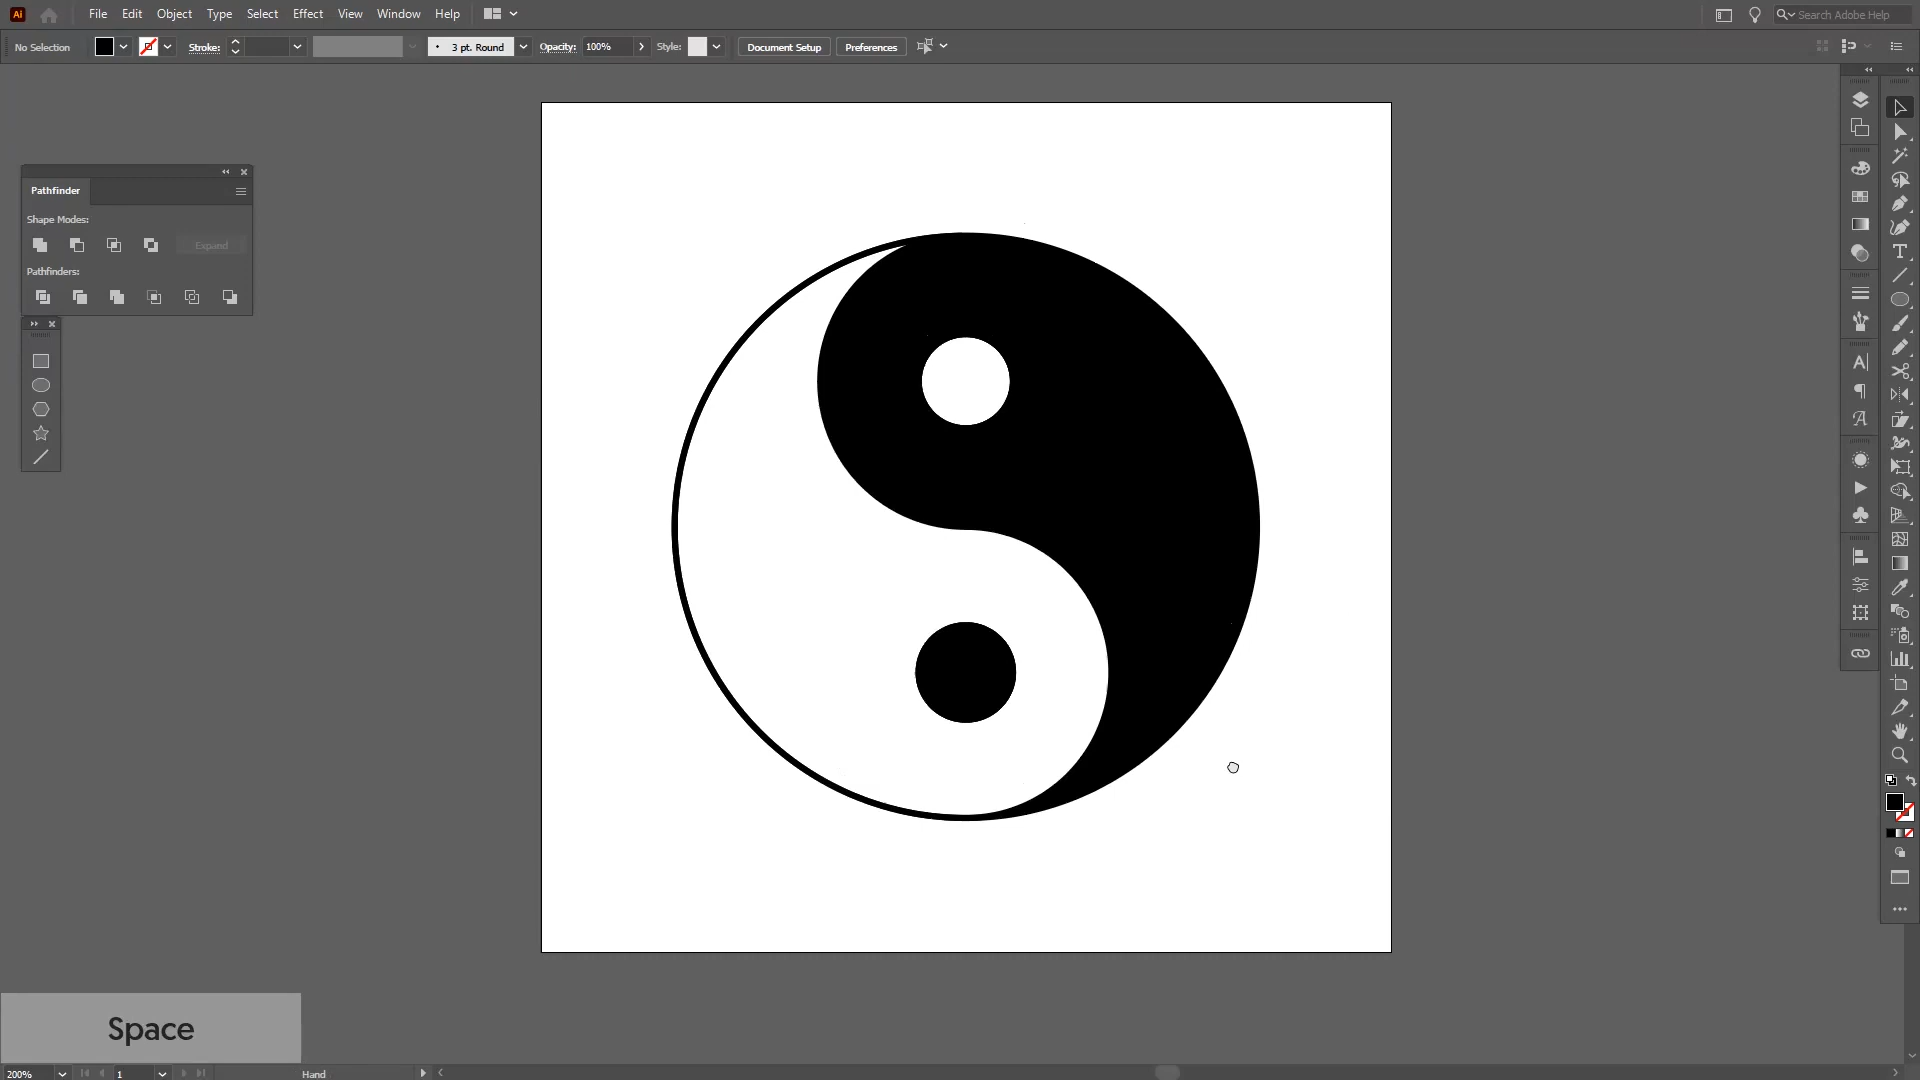 Ai File Edit Object Type Select Effect View Window Help Search Adobe Help
No Selection Stroke: 3 pt. Round Opacity: 100% Style: Document Setup Preferences
Pathfinder
Shape Modes:
Expand
Pathfinders:
Space
200% 1 Hand